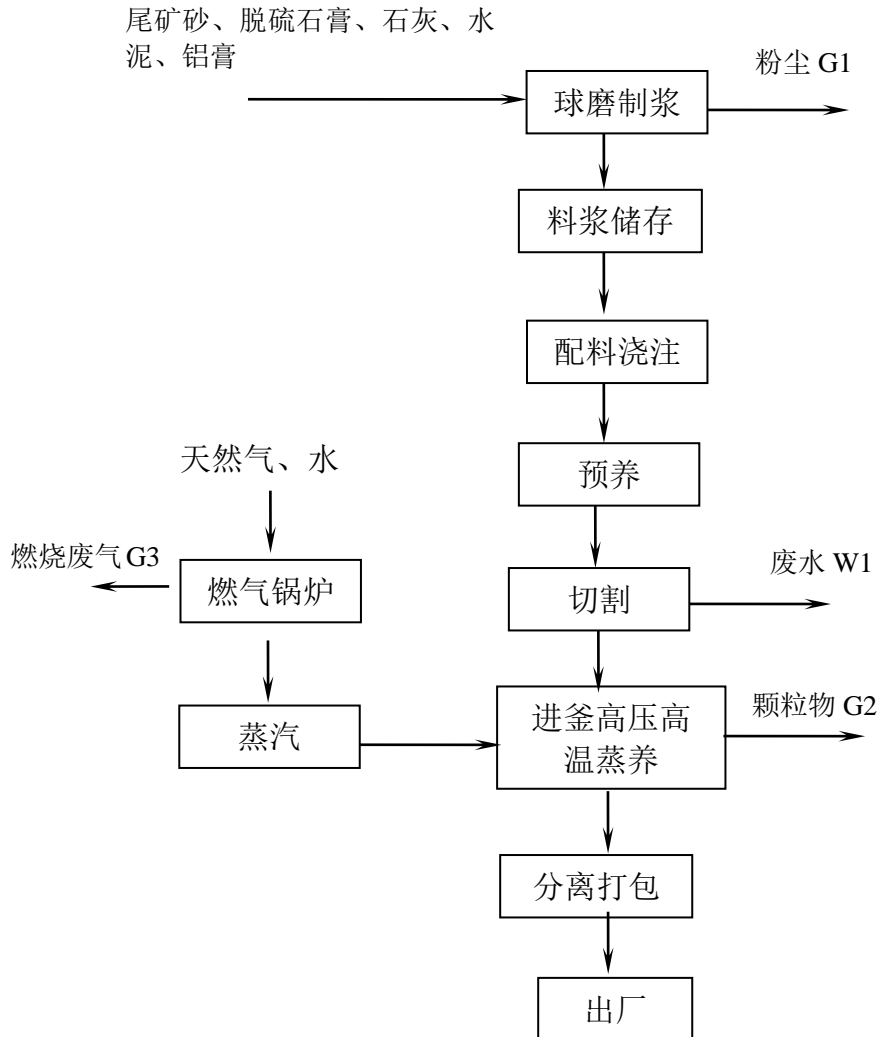 尾矿砂、脱硫石膏、石灰、水
泥、铝膏
粉尘 G1
球磨制浆
料浆储存
配料浇注
天然气、水
预养
燃烧废气 G3
燃气锅炉
切割
废水 W1
蒸汽
进釜高压高
温蒸养
颗粒物 G2
分离打包
出厂